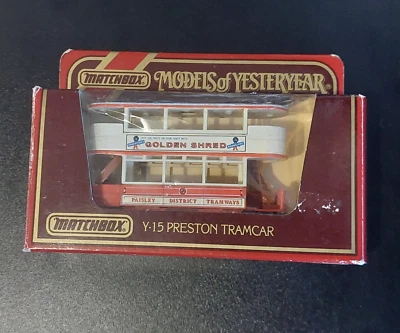 MATCHBOX
MODELS of YESTERYEAR
GOLDEN SHRED
PAISLEY DISTRICT TRAMWAYS
MATCHBOX
Y-15 PRESTON TRAMCAR